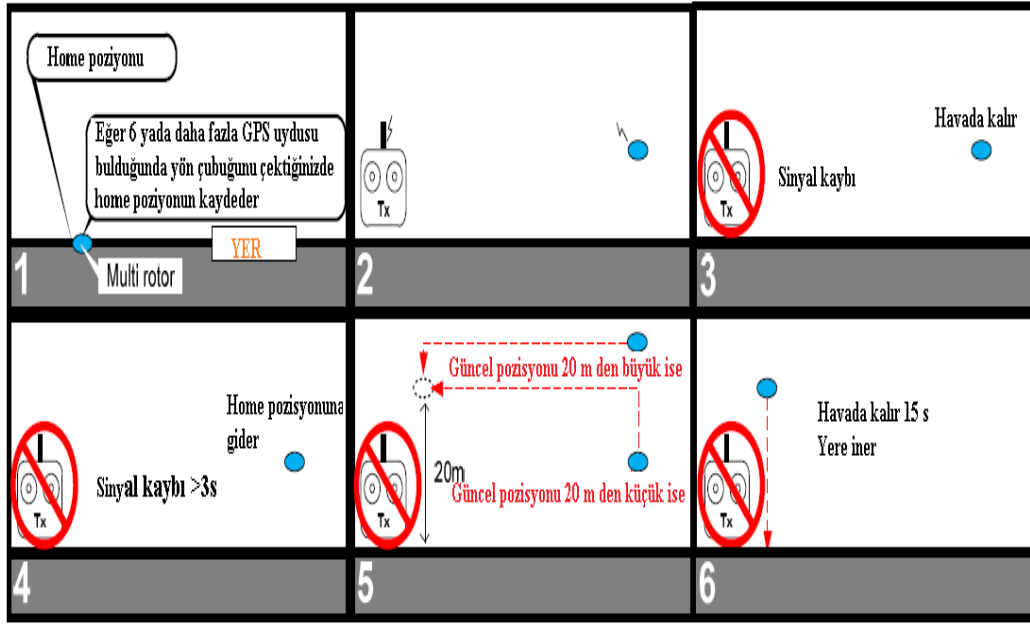 Home poziyonu
Eğer 6 yada daha fazla GPS uydusu
bulduğunda yön çubuğunu çektiğinizde
home poziyonun kaydeder
YER
Multi rotor
1
Tx
2
Havada kalır
Sinyal kaybı
Tx
3
Home pozisyonuna
gider
Sinyal kaybı >3s
Tx
4
Güncel pozisyonu 20 m den büyük ise
20m
Güncel pozisyonu 20 m den küçük ise
Tx
5
Havada kalır 15 s
Yere iner
Tx
6